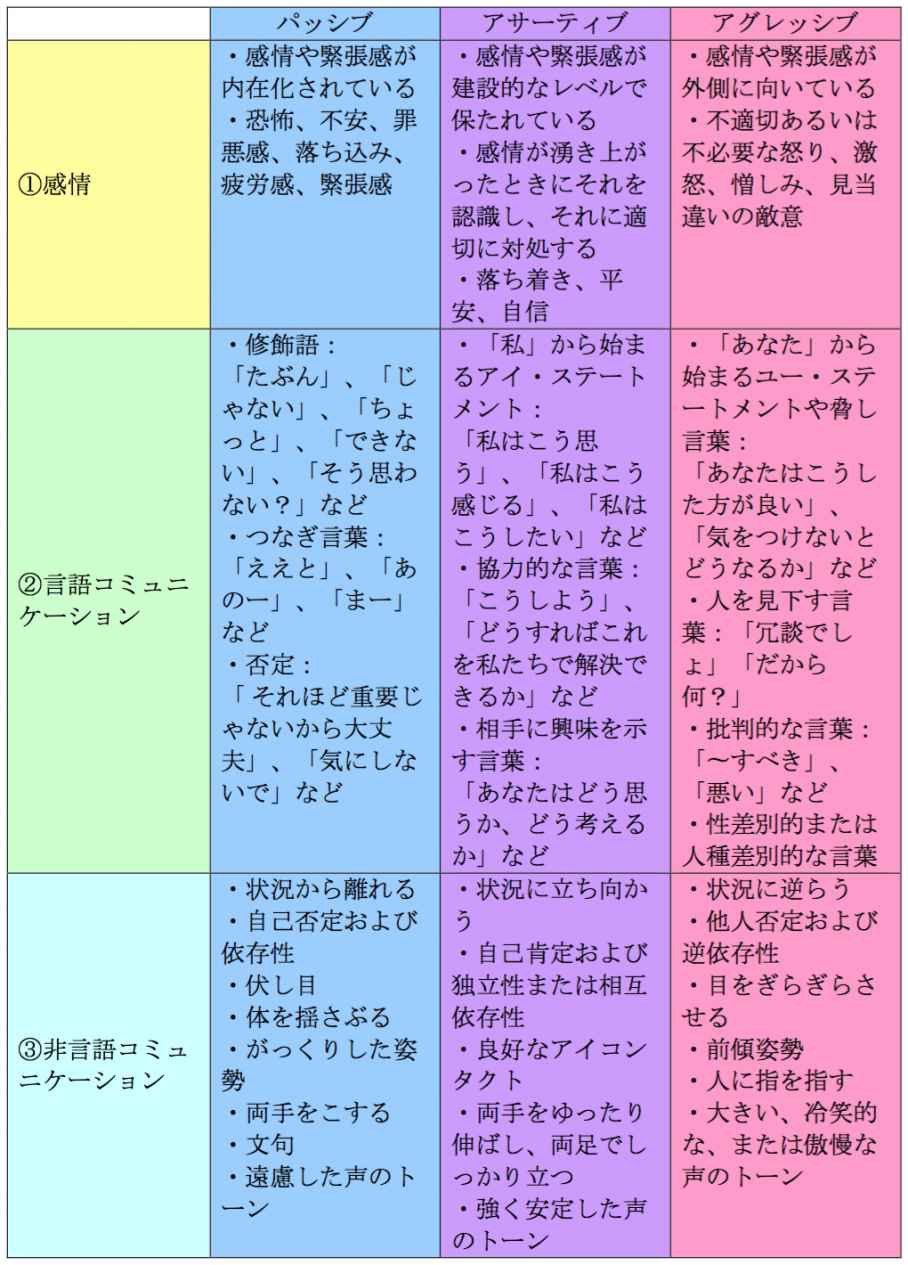 パッシブ
アサーティブ
アグレッシブ
①感情
・感情や緊張感が
内在化されている
・恐怖、不安、罪
悪感、落ち込み、
疲労感、緊張感
・感情や緊張感が
建設的なレベルで
保たれている
・感情が湧き上が
ったときにそれを
認識し、それに適
切に対処する
・落ち着き、平
安、自信
・感情や緊張感が
外側に向いている
・不適切あるいは
不必要な怒り、激
怒、憎しみ、見当
違いの敵意
②言語コミュニ
ケーション
・修飾語：
「たぶん」、「じ
ゃない」、「ちょ
っと」、「できな
い」、「そう思わ
ない？」など
・つなぎ言葉：
「ええと」、「あ
のー」、「まー」
など
・否定：
「 それほど重要じ
ゃないから大丈
夫」、「気にしな
いで」など
・「私」から始ま
るアイ・ステート
メント：
「私はこう思
う」、「私はこう
感じる」、「私は
こうしたい」など
・協力的な言葉：
「こうしよう」、
「どうすればこれ
を私たちで解決で
きるか」など
・相手に興味を示
す言葉：
「あなたはどう思
うか、どう考える
か」など
・「あなた」から
始まるユー・ステ
ートメントや脅し
言葉：
「あなたはこうし
た方が良い」、
「気をつけないと
どうなるか」など
・人を見下す言
葉：「冗談でし
ょ」「だから
何？」
・批判的な言葉：
「～すべき」、
「悪い」など
・性差別的または
人種差別的な言葉
③非言語コミュ
ニケーション
・状況から離れる
・自己否定および
依存性
・伏し目
・体を揺さぶる
・がっくりした姿
勢
・両手をこする
・文句
・遠慮した声のト
ーン
・状況に立ち向か
う
・自己肯定および
独立性または相互
依存性
・良好なアイコン
タクト
・両手をゆったり
伸ばし、両足でし
っかり立つ
・強く安定した声
のトーン
・状況に逆らう
・他人否定および
逆依存性
・目をぎらぎらさ
せる
・前傾姿勢
・人に指を指す
・大きい、冷笑的
な、または傲慢な
声のトーン